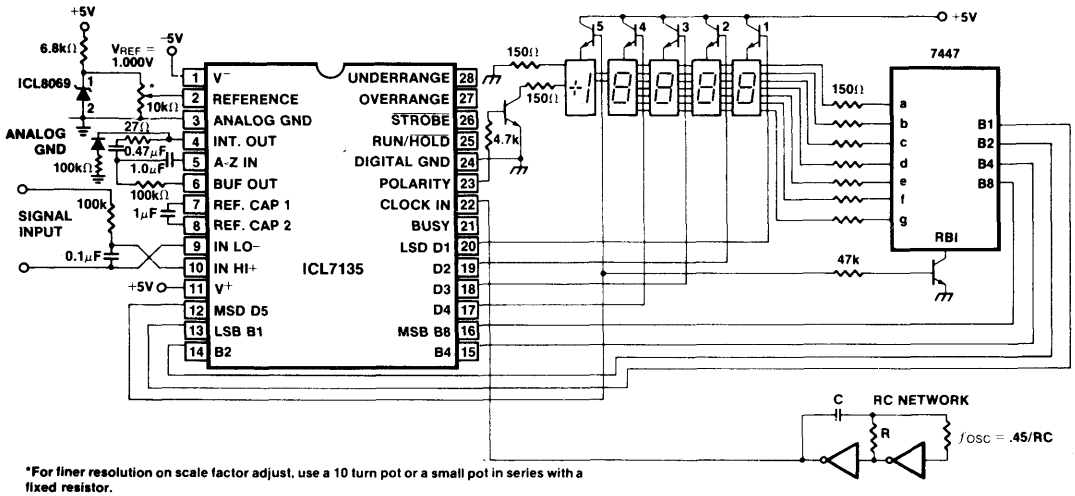 +5V
6.8kΩ
VREF =
1.000V
-5V
ICL8069
1
2
*
10kΩ
ANALOG
GND
27Ω
0.47μF
1.0μF
100kΩ
100kΩ
100k
1μF
SIGNAL
INPUT
0.1μF
+5V
1 V⁻
2 REFERENCE
3 ANALOG GND
4 INT. OUT
5 A-Z IN
6 BUF OUT
7 REF. CAP 1
8 REF. CAP 2
9 IN LO-
10 IN HI+
11 V⁺
12 MSD D5
13 LSB B1
14 B2
ICL7135
UNDERRANGE 28
OVERRANGE 27
STROBE 26
RUN/HOLD 25
DIGITAL GND 24
POLARITY 23
CLOCK IN 22
BUSY 21
LSD D1 20
D2 19
D3 18
D4 17
MSB B8 16
B4 15
150Ω
150Ω
4.7k
5
4
3
2
1
+5V
7447
150Ω
a
b
c
d
e
f
g
B1
B2
B4
B8
RBI
47k
C
RC NETWORK
R
fOSC = .45/RC
*For finer resolution on scale factor adjust, use a 10 turn pot or a small pot in series with a
fixed resistor.